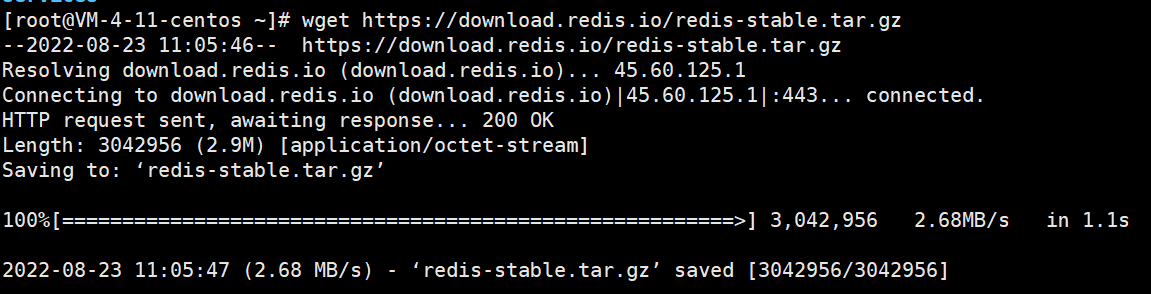 [root@VM-4-11-centos ~]# wget https://download.redis.io/redis-stable.tar.gz
--2022-08-23 11:05:46--  https://download.redis.io/redis-stable.tar.gz
Resolving download.redis.io (download.redis.io)... 45.60.125.1
Connecting to download.redis.io (download.redis.io)|45.60.125.1|:443... connected.
HTTP request sent, awaiting response... 200 OK
Length: 3042956 (2.9M) [application/octet-stream]
Saving to: ‘redis-stable.tar.gz’
100%[========================================================>] 3,042,956   2.68MB/s   in 1.1s
2022-08-23 11:05:47 (2.68 MB/s) - ‘redis-stable.tar.gz’ saved [3042956/3042956]